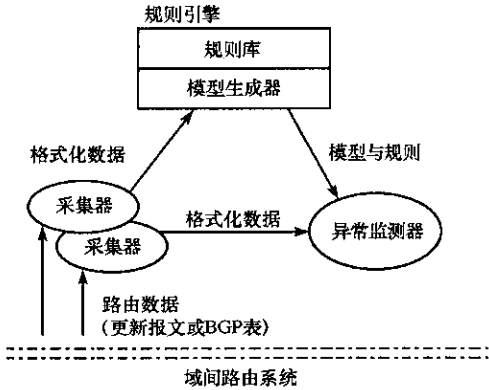 规则引擎
规则库
模型生成器
格式化数据
模型与规则
采集器
格式化数据
异常监测器
采集器
路由数据
(更新报文或BGP表)
域间路由系统